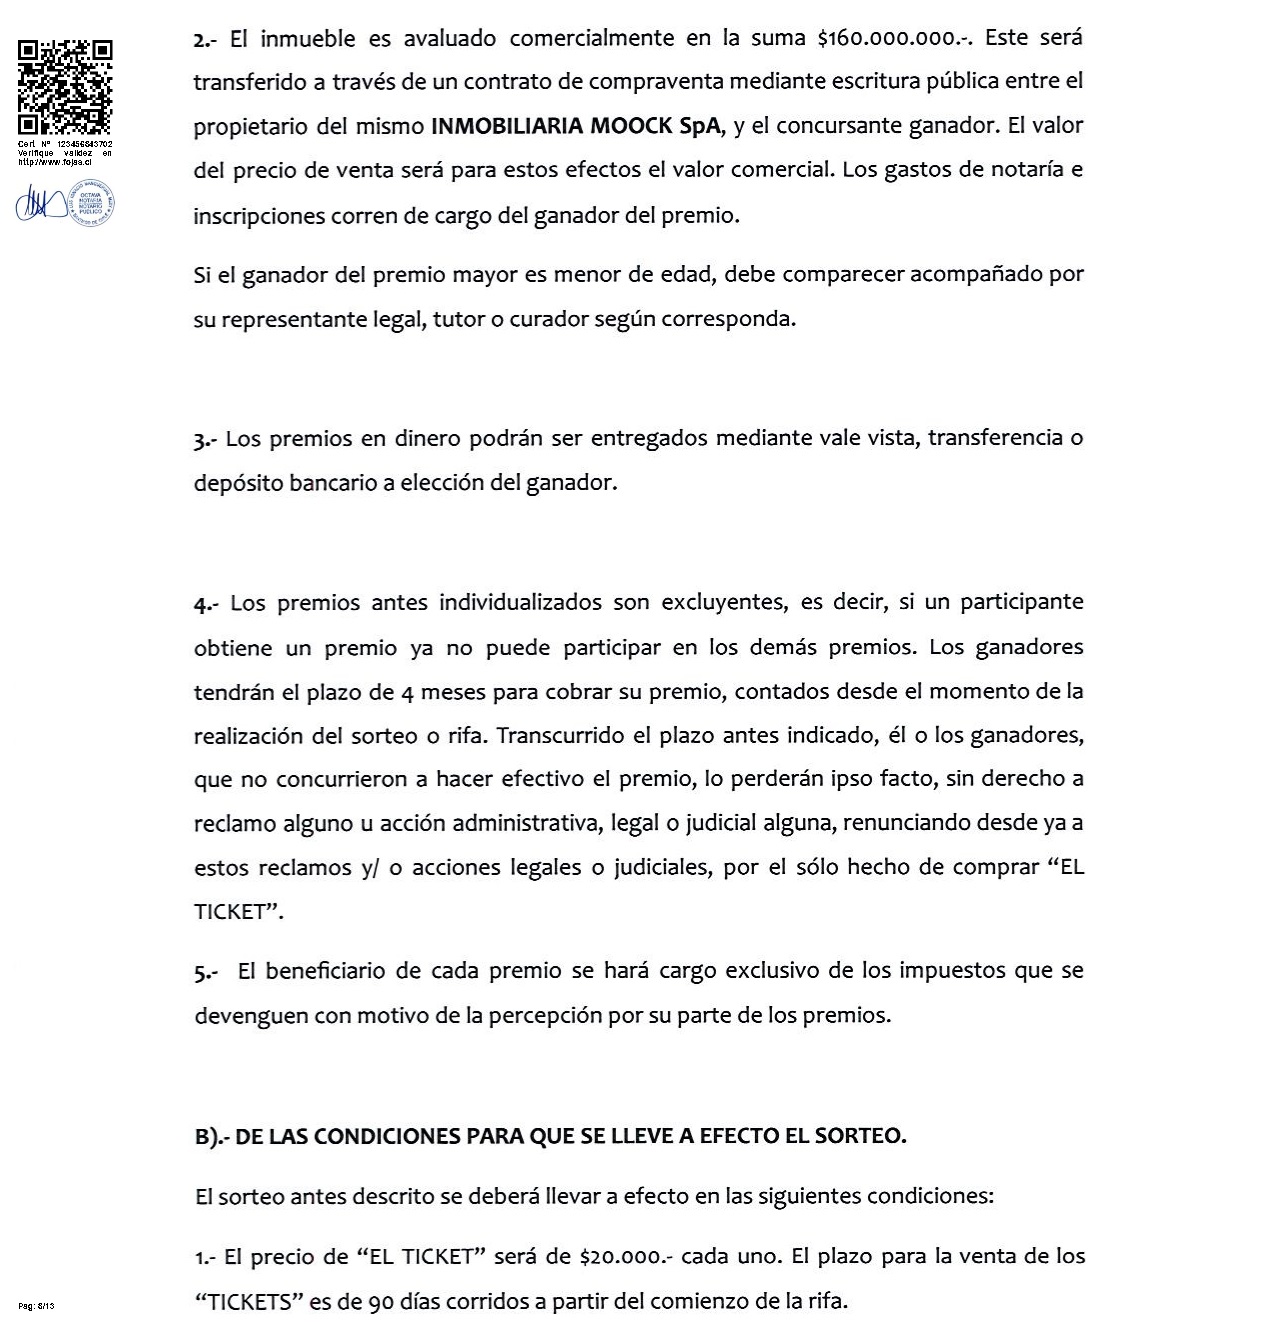 2.- El inmueble es avaluado comercialmente en la suma $160.000.000.-. Este será
transferido a través de un contrato de compraventa mediante escritura pública entre el
propietario del mismo INMOBILIARIA MOOCK SpA, y el concursante ganador. El valor
del precio de venta será para estos efectos el valor comercial. Los gastos de notaría e
inscripciones corren de cargo del ganador del premio.
Si el ganador del premio mayor es menor de edad, debe comparecer acompañado por
su representante legal, tutor o curador según corresponda.
3.- Los premios en dinero podrán ser entregados mediante vale vista, transferencia o
depósito bancario a elección del ganador.
4.- Los premios antes individualizados son excluyentes, es decir, si un participante
obtiene un premio ya no puede participar en los demás premios. Los ganadores
tendrán el plazo de 4 meses para cobrar su premio, contados desde el momento de la
realización del sorteo o rifa. Transcurrido el plazo antes indicado, él o los ganadores,
que no concurrieron a hacer efectivo el premio, lo perderán ipso facto, sin derecho a
reclamo alguno u acción administrativa, legal o judicial alguna, renunciando desde ya a
estos reclamos y/ o acciones legales o judiciales, por el sólo hecho de comprar “EL
TICKET”.
5.- El beneficiario de cada premio se hará cargo exclusivo de los impuestos que se
devenguen con motivo de la percepción por su parte de los premios.
B).- DE LAS CONDICIONES PARA QUE SE LLEVE A EFECTO EL SORTEO.
El sorteo antes descrito se deberá llevar a efecto en las siguientes condiciones:
1.- El precio de “EL TICKET” será de $20.000.- cada uno. El plazo para la venta de los
“TICKETS” es de 90 días corridos a partir del comienzo de la rifa.
Cert. Nº 123456843702
Verifique validez en
http://www.fojas.cl
OCTAVA
NOTARIA
NOTARIO
PUBLICO
Pag: 8/13